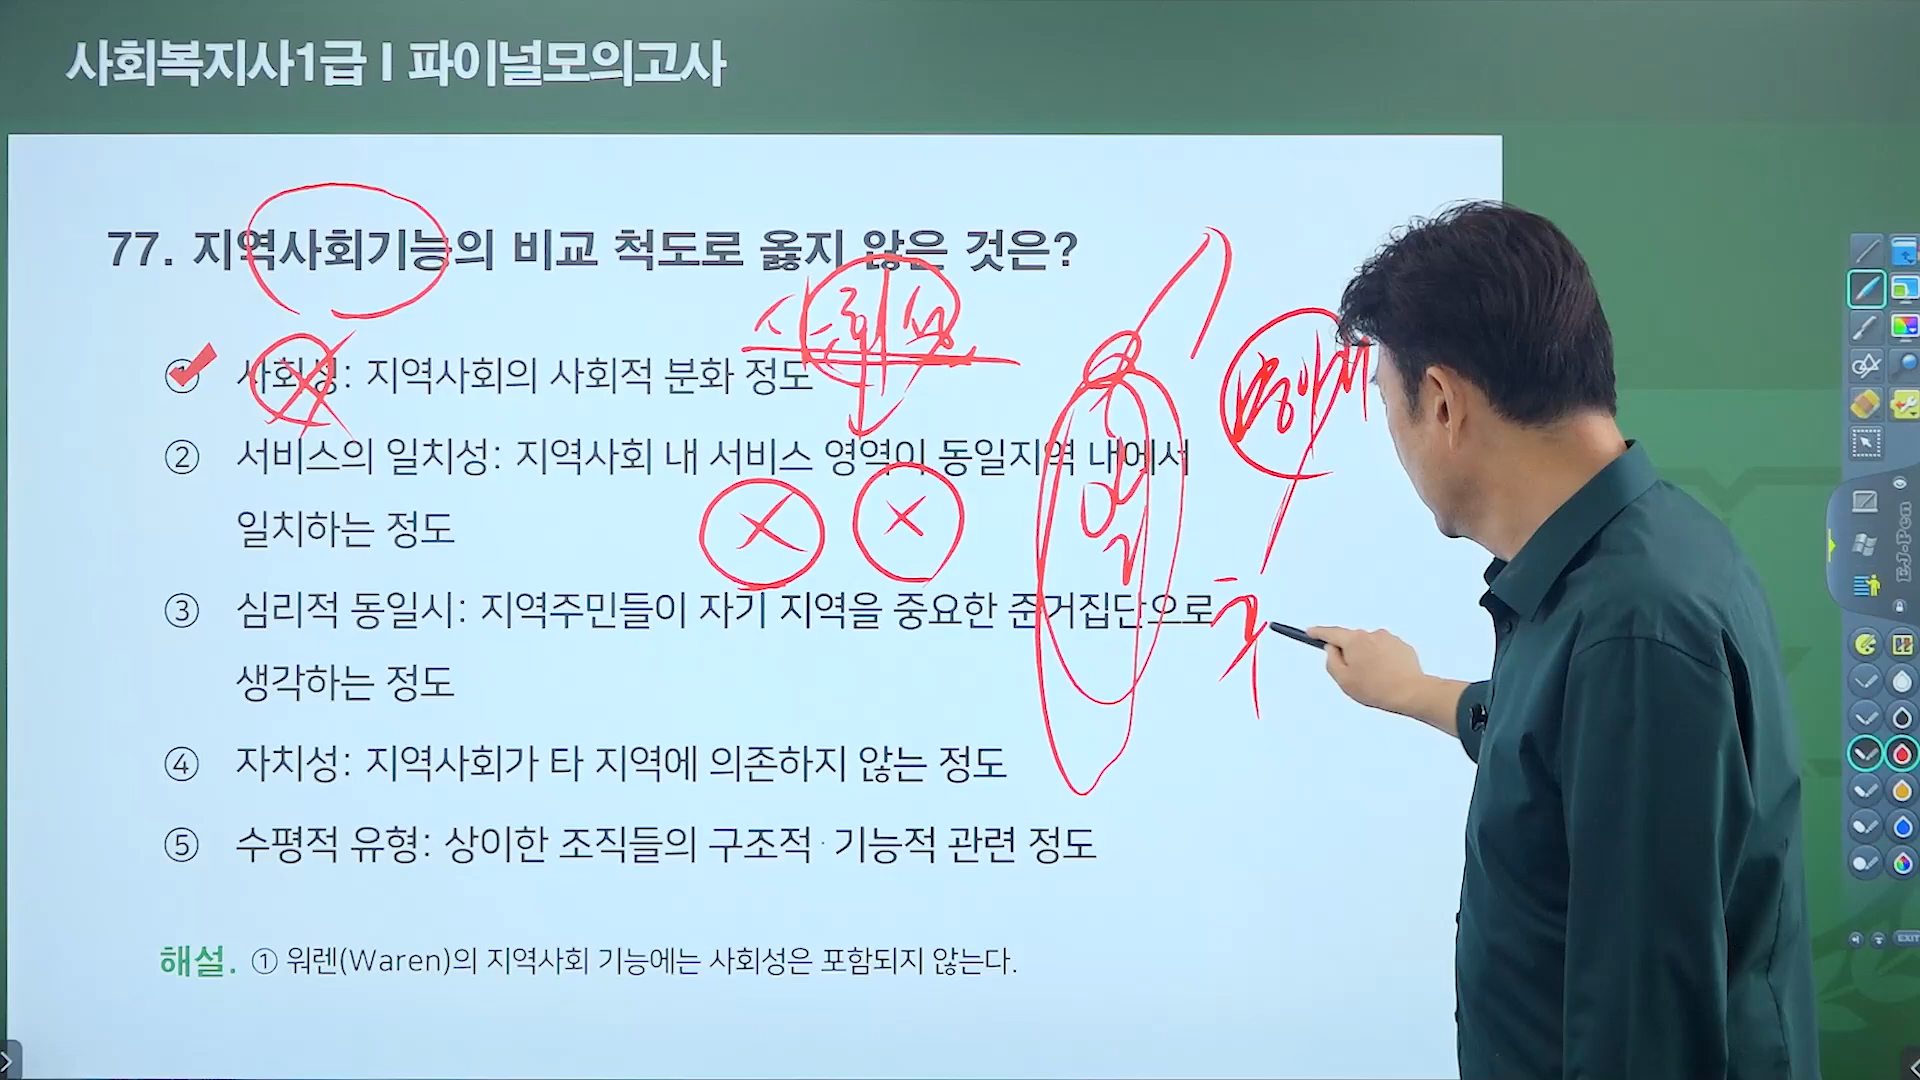 사회복지사1급 I 파이널모의고사
77. 지역사회기능의 비교 척도로 옳지 않은 것은?
사회성
① 사회성: 지역사회의 사회적 분화 정도
② 서비스의 일치성: 지역사회 내 서비스 영역이 동일지역 내에서
일치하는 정도
③ 심리적 동일시: 지역주민들이 자기 지역을 중요한 준거집단으로
생각하는 정도
④ 자치성: 지역사회가 타 지역에 의존하지 않는 정도
⑤ 수평적 유형: 상이한 조직들의 구조적·기능적 관련 정도
해설. ① 워렌(Waren)의 지역사회 기능에는 사회성은 포함되지 않는다.
EJ-Pen
EXIT